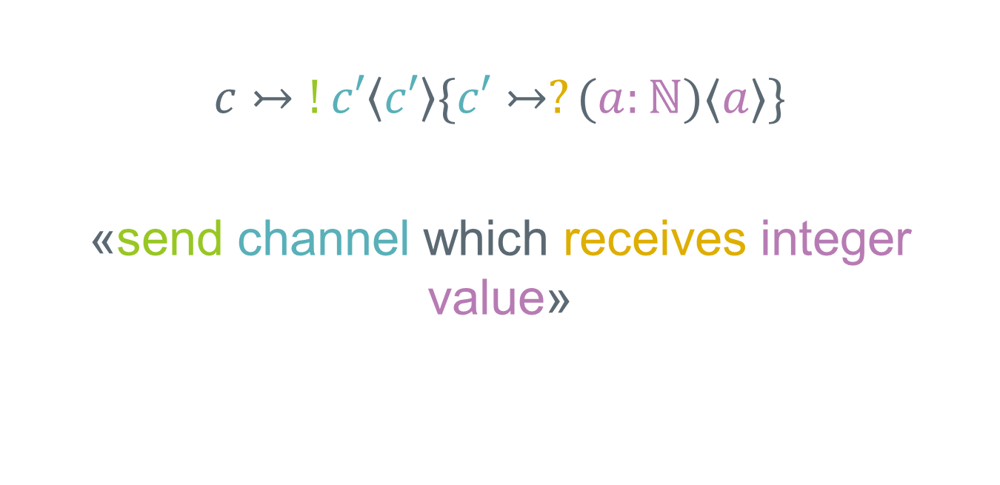 c ↣ ! c′⟨c′⟩{c′ ↣? (a: ℕ)⟨a⟩}
«send channel which receives integer
value»